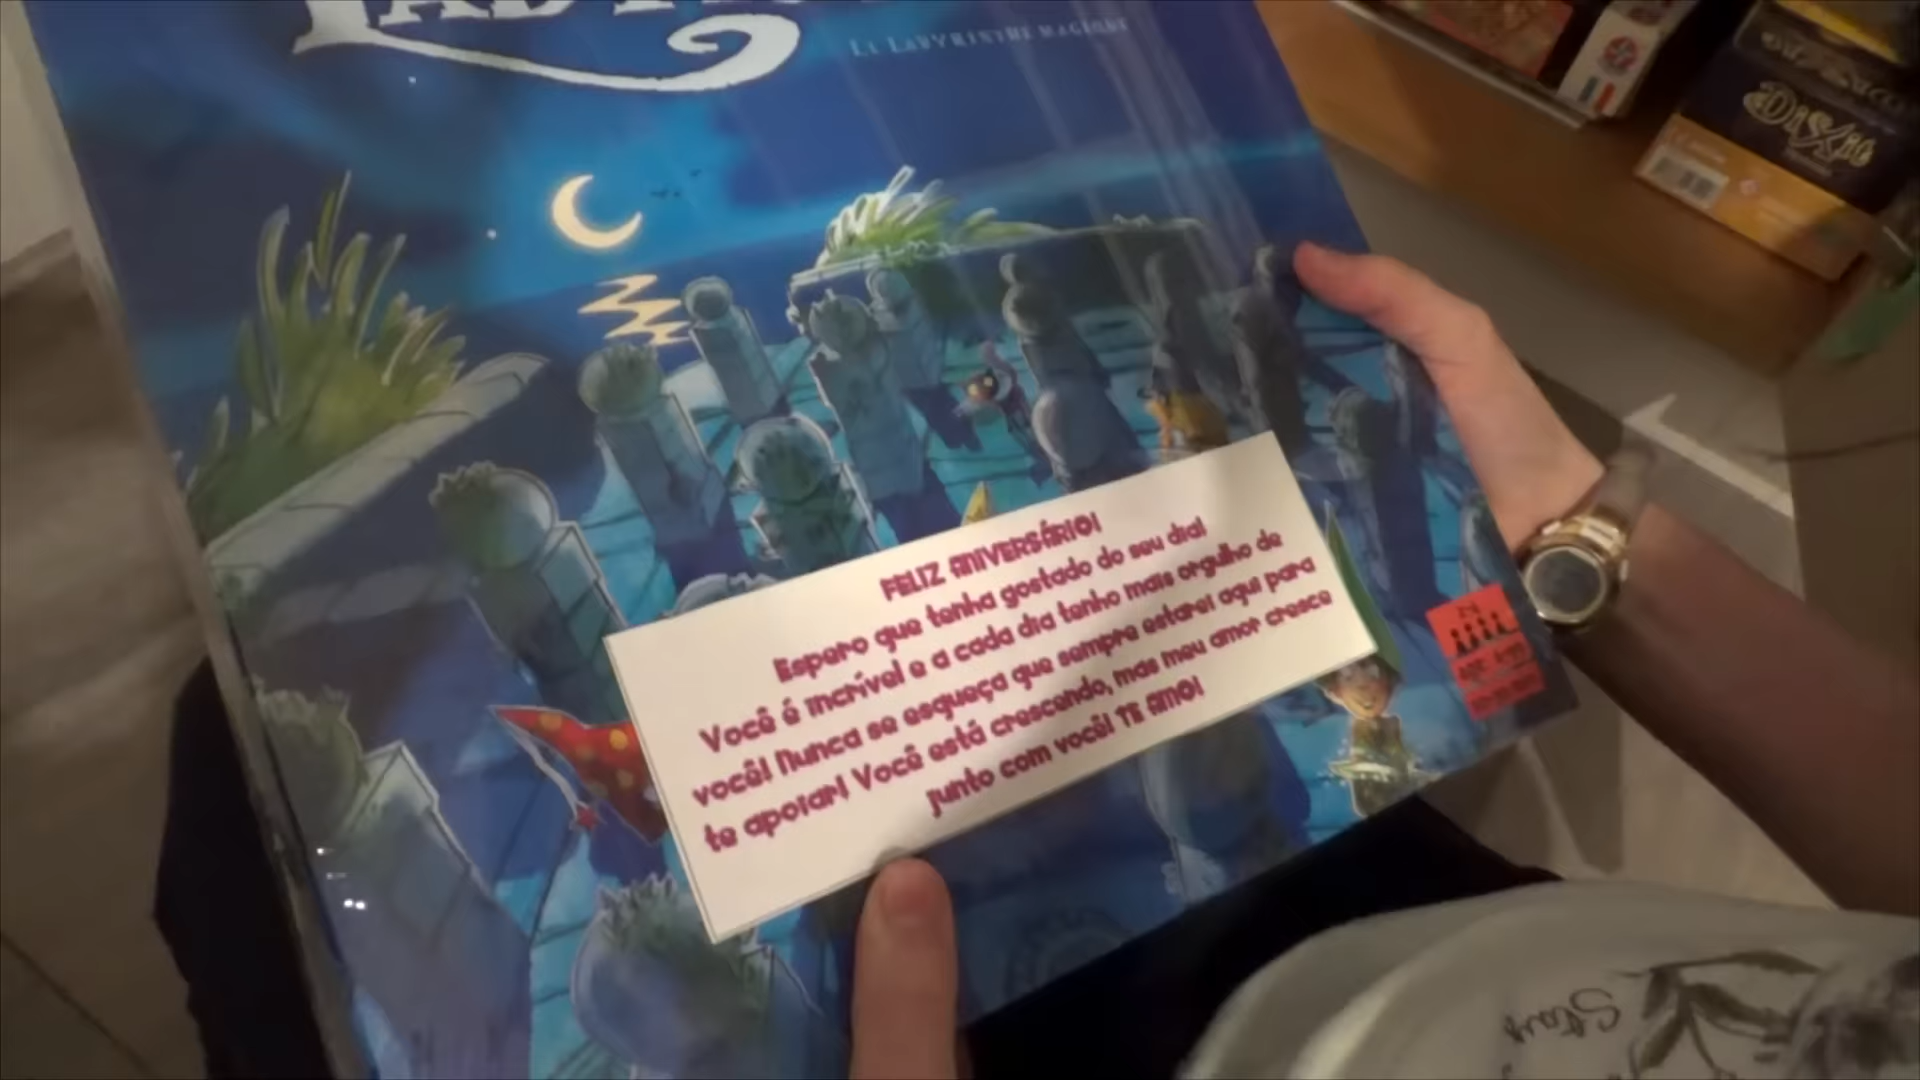 LE LABYRINTHE MAGIQUE
FELIZ ANIVERSÁRIO!
Espero que tenha gostado do seu dia!
Você é incrível e a cada dia tenho mais orgulho de
você! Nunca se esqueça que sempre estarei aqui para
te apoiar! Você está crescendo, mas meu amor cresce
junto com você! TE AMO!
Stay